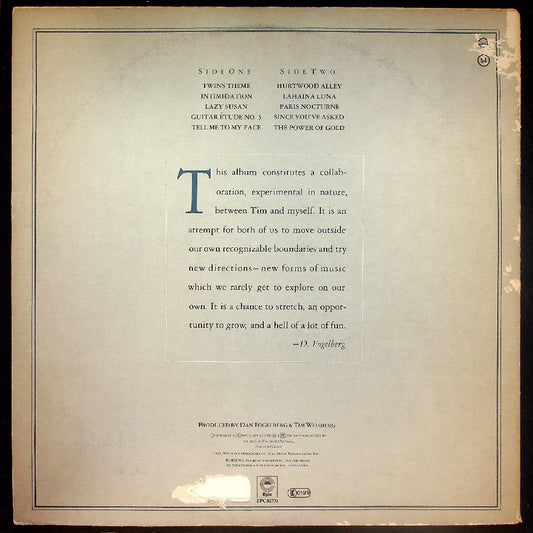 SIDE ONE
TWINS THEME
INTIMIDATION
LAZY SUSAN
GUITAR ETUDE NO. 3
TELL ME TO MY FACE
SIDE TWO
HURTWOOD ALLEY
LAHAINA LUNA
PARIS NOCTURNE
SINCE YOU'VE ASKED
THE POWER OF GOLD
This album constitutes a collab-
oration, experimental in nature,
between Tim and myself. It is an
attempt for both of us to move outside
our own recognizable boundaries and try
new directions—new forms of music
which we rarely get to explore on our
own. It is a chance to stretch, an oppor-
tunity to grow, and a hell of a lot of fun.
—D. Fogelberg
PRODUCED BY DAN FOGELBERG & TIM WEISBERG
Epic